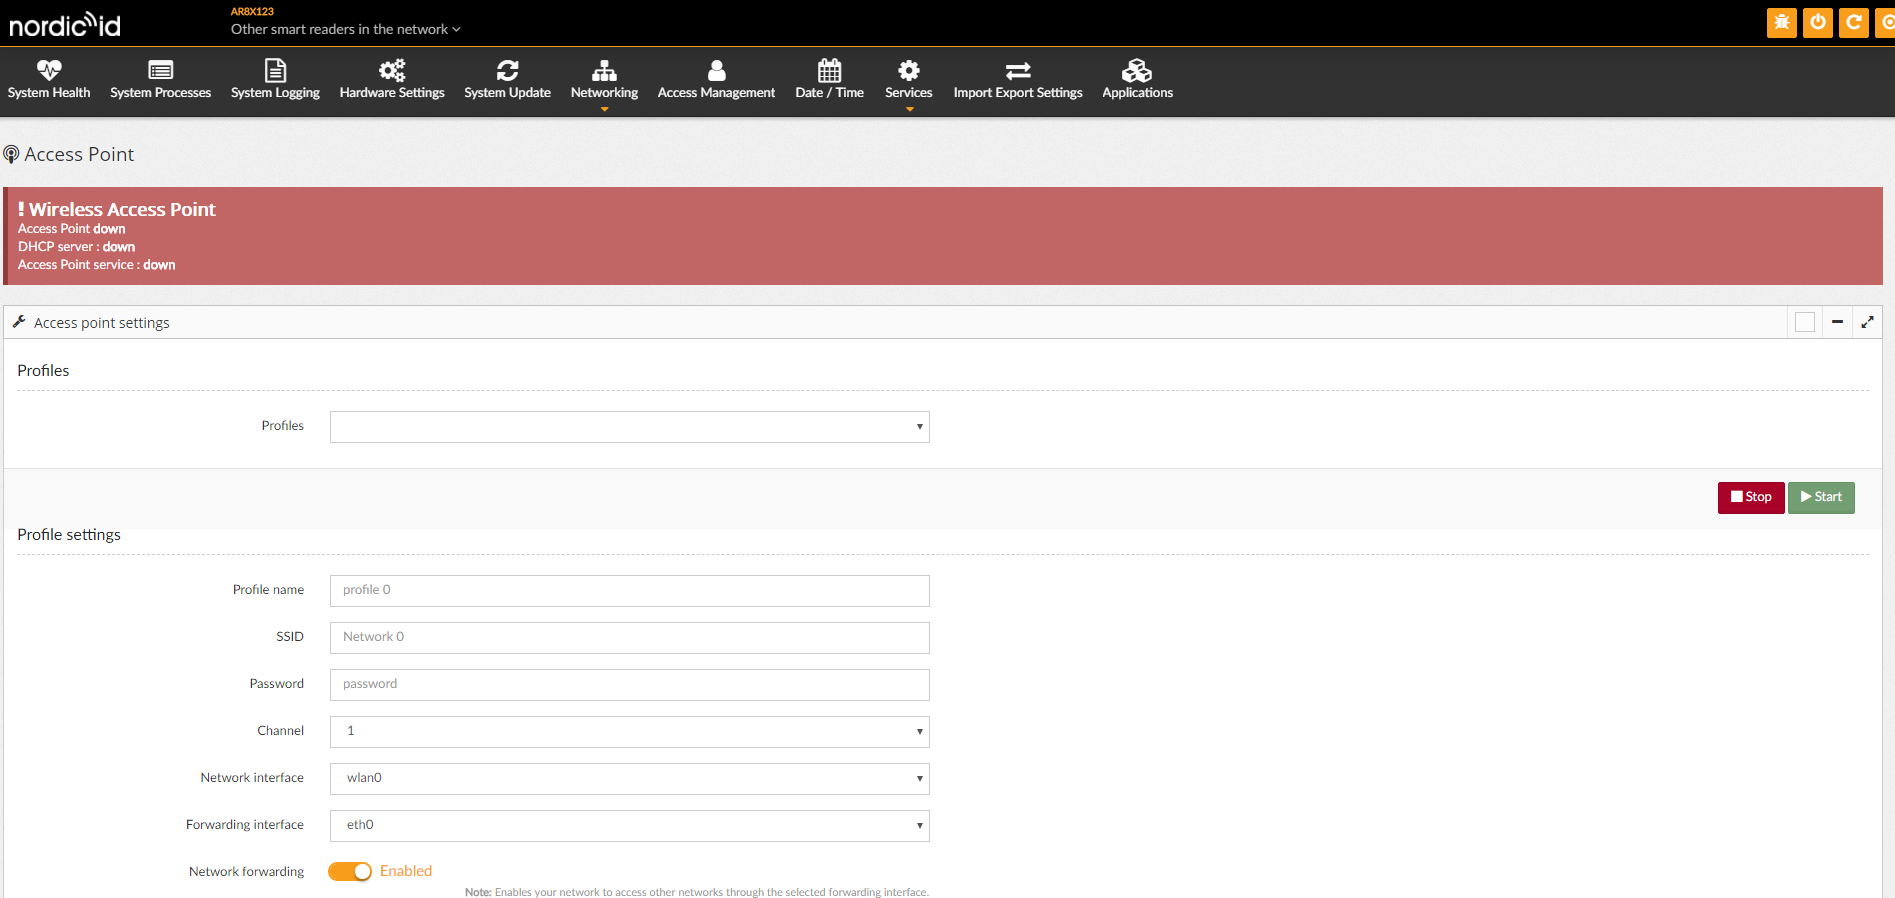 nordic id
AR8X123
Other smart readers in the network
System Health
System Processes
System Logging
Hardware Settings
System Update
Networking
Access Management
Date / Time
Services
Import Export Settings
Applications
Access Point
! Wireless Access Point
Access Point down
DHCP server : down
Access Point service : down
Access point settings
Profiles
Profiles
Stop
Start
Profile settings
Profile name
profile 0
SSID
Network 0
Password
password
Channel
1
Network interface
wlan0
Forwarding interface
eth0
Network forwarding
Enabled
Note: Enables your network to access other networks through the selected forwarding interface.